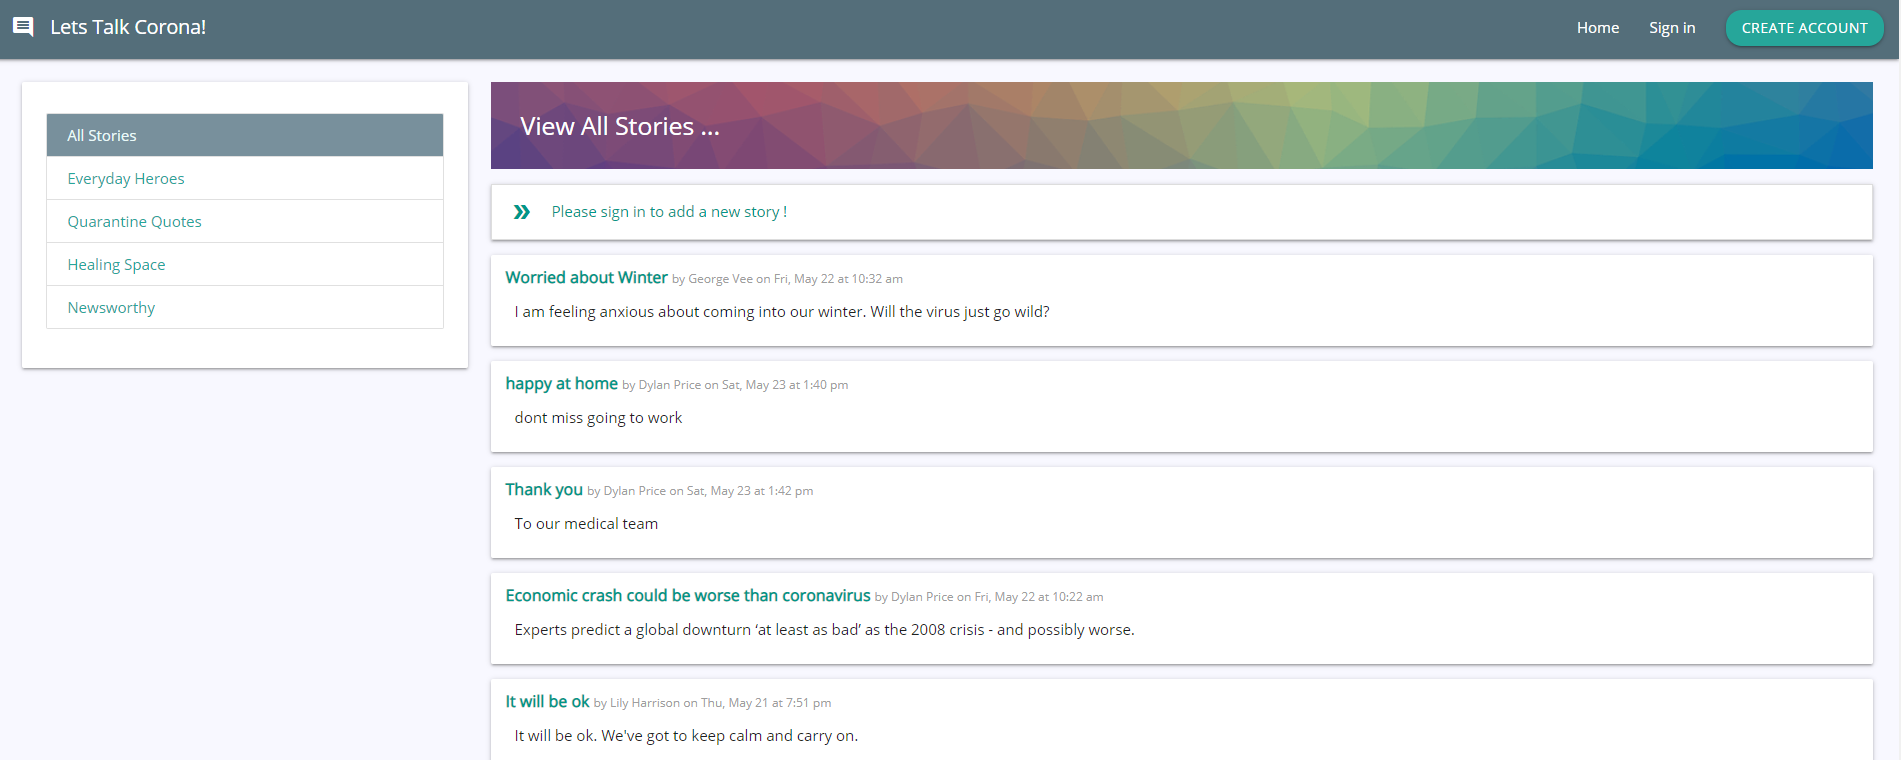 Lets Talk Corona!
Home
Sign in
CREATE ACCOUNT
All Stories
Everyday Heroes
Quarantine Quotes
Healing Space
Newsworthy
View All Stories ...
Please sign in to add a new story !
Worried about Winter by George Vee on Fri, May 22 at 10:32 am
I am feeling anxious about coming into our winter. Will the virus just go wild?
happy at home by Dylan Price on Sat, May 23 at 1:40 pm
dont miss going to work
Thank you by Dylan Price on Sat, May 23 at 1:42 pm
To our medical team
Economic crash could be worse than coronavirus by Dylan Price on Fri, May 22 at 10:22 am
Experts predict a global downturn ‘at least as bad’ as the 2008 crisis - and possibly worse.
It will be ok by Lily Harrison on Thu, May 21 at 7:51 pm
It will be ok. We've got to keep calm and carry on.